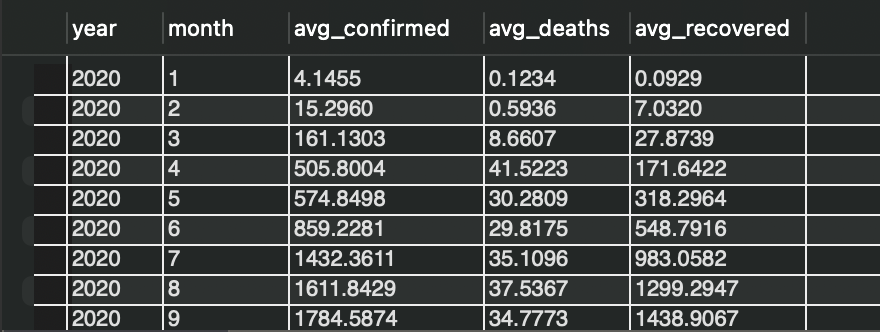 year month avg_confirmed avg_deaths avg_recovered
2020 1 4.1455 0.1234 0.0929
2020 2 15.2960 0.5936 7.0320
2020 3 161.1303 8.6607 27.8739
2020 4 505.8004 41.5223 171.6422
2020 5 574.8498 30.2809 318.2964
2020 6 859.2281 29.8175 548.7916
2020 7 1432.3611 35.1096 983.0582
2020 8 1611.8429 37.5367 1299.2947
2020 9 1784.5874 34.7773 1438.9067